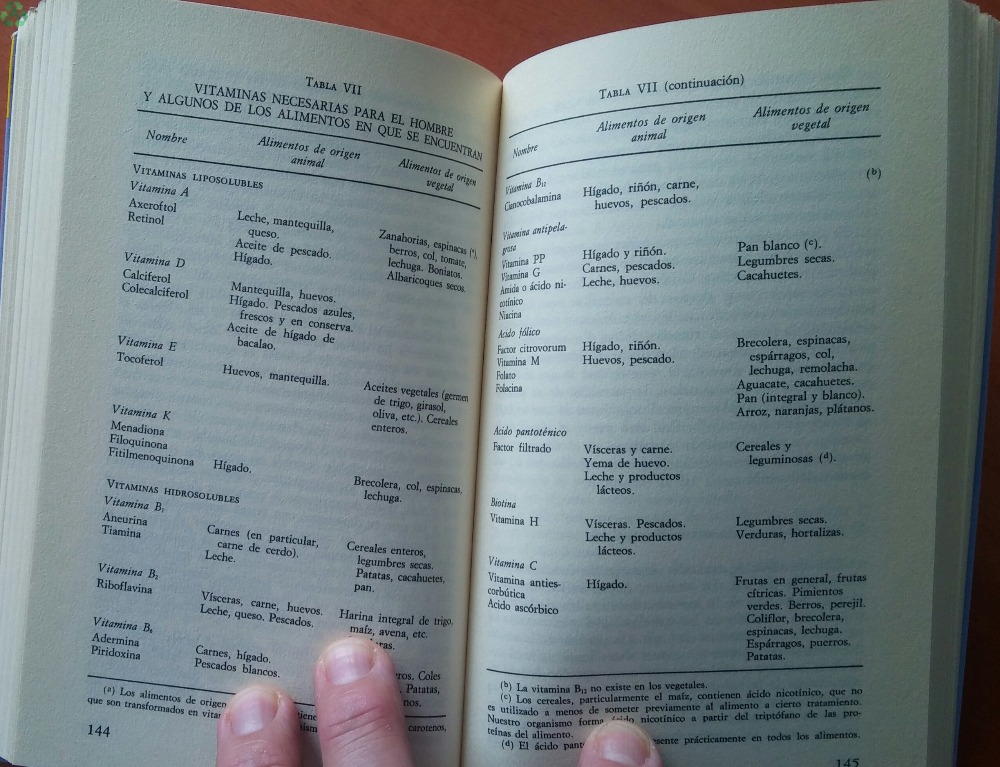 TABLA VII
VITAMINAS NECESARIAS PARA EL HOMBRE
Y ALGUNOS DE LOS ALIMENTOS EN QUE SE ENCUENTRAN
Nombre Alimentos de origen animal Alimentos de origen vegetal
VITAMINAS LIPOSOLUBLES
Vitamina A
Axeroftol
Retinol
Leche, mantequilla,
queso.
Aceite de pescado.
Hígado.
Zanahorias, espinacas (a),
berros, col, tomate,
lechuga. Boniatos.
Albaricoques secos.
Vitamina D
Calciferol
Colecalciferol
Mantequilla, huevos.
Hígado. Pescados azules,
frescos y en conserva.
Aceite de hígado de
bacalao.
Vitamina E
Tocoferol
Huevos, mantequilla.
Aceites vegetales (germen
de trigo, girasol,
oliva, etc.). Cereales
enteros.
Vitamina K
Menadiona
Filoquinona
Fitilmenoquinona
Hígado.
Brecolera, col, espinacas,
lechuga.
VITAMINAS HIDROSOLUBLES
Vitamina B1
Aneurina
Tiamina
Carnes (en particular,
carne de cerdo).
Leche.
Cereales enteros,
legumbres secas.
Patatas, cacahuetes,
pan.
Vitamina B2
Riboflavina
Vísceras, carne, huevos.
Leche, queso. Pescados.
Harina integral de trigo,
maíz, avena, etc.
Vitamina B6
Adermina
Piridoxina
Carnes, hígado.
Pescados blancos.
Coles
Patatas,
(a) Los alimentos de origen
que son transformados en carotenos,
144
TABLA VII (continuación)
Nombre Alimentos de origen animal Alimentos de origen vegetal
Vitamina B12
Cianocobalamina
Hígado, riñón, carne,
huevos, pescados.
(b)
Vitamina antipela-
grosa
Vitamina PP
Vitamina G
Amida o ácido ni-
cotínico
Niacina
Hígado y riñón.
Carnes, pescados.
Leche, huevos.
Pan blanco (c).
Legumbres secas.
Cacahuetes.
Acido fólico
Factor citrovorum
Vitamina M
Folato
Folacina
Hígado, riñón.
Huevos, pescado.
Brecolera, espinacas,
espárragos, col,
lechuga, remolacha.
Aguacate, cacahuetes.
Pan (integral y blanco).
Arroz, naranjas, plátanos.
Acido pantoténico
Factor filtrado
Vísceras y carne.
Yema de huevo.
Leche y productos
lácteos.
Cereales y
leguminosas (d).
Biotina
Vitamina H
Vísceras. Pescados.
Leche y productos
lácteos.
Legumbres secas.
Verduras, hortalizas.
Vitamina C
Vitamina anties-
corbútica
Acido ascórbico
Hígado.
Frutas en general, frutas
cítricas. Pimientos
verdes. Berros, perejil.
Coliflor, brecolera,
espinacas, lechuga.
Espárragos, puerros.
Patatas.
(b) La vitamina B12 no existe en los vegetales.
(c) Los cereales, particularmente el maíz, contienen ácido nicotínico, que no
es utilizado a menos de someter previamente al alimento a cierto tratamiento.
Nuestro organismo forma ácido nicotínico a partir del triptófano de las pro-
teínas del alimento.
(d) El ácido prácticamente en todos los alimentos.
145